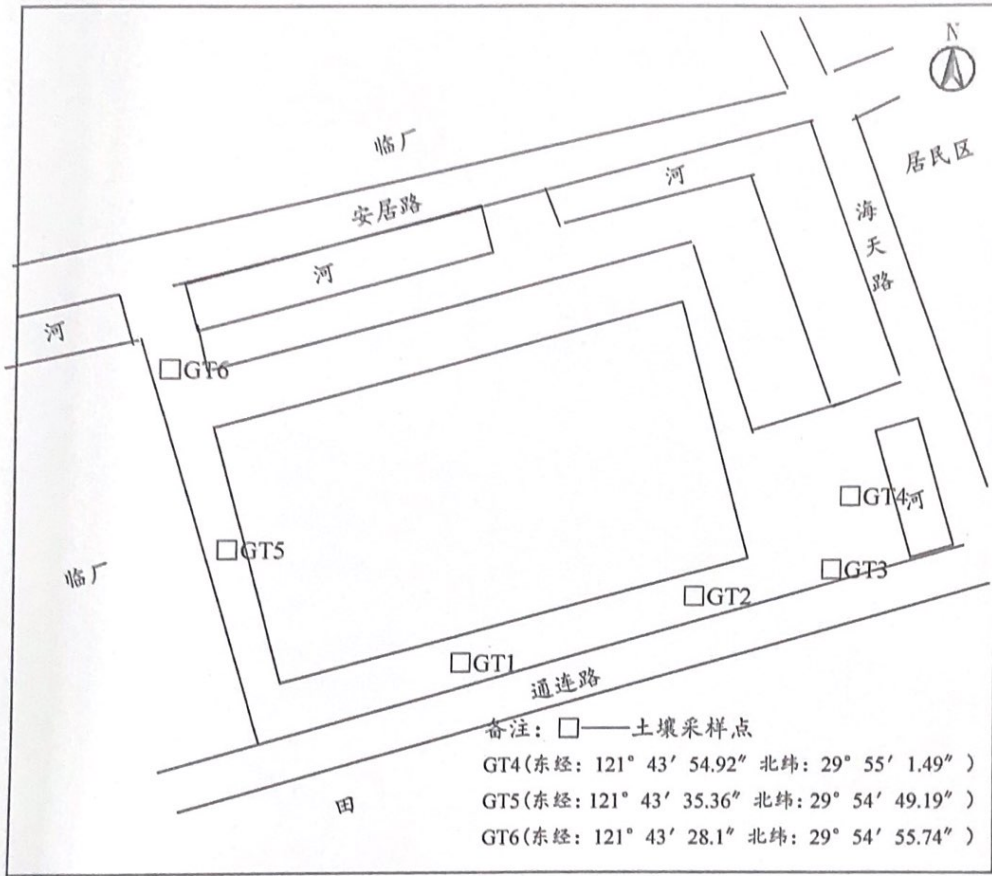 N
临厂
居民区
安居路
河
海天路
河
河
□GT6
□GT4河
□GT5
临厂
□GT3
□GT2
□GT1
通连路
备注：□——土壤采样点
GT4(东经：121° 43′ 54.92″ 北纬：29° 55′ 1.49″ )
GT5(东经：121° 43′ 35.36″ 北纬：29° 54′ 49.19″ )
田
GT6(东经：121° 43′ 28.1″ 北纬：29° 54′ 55.74″ )